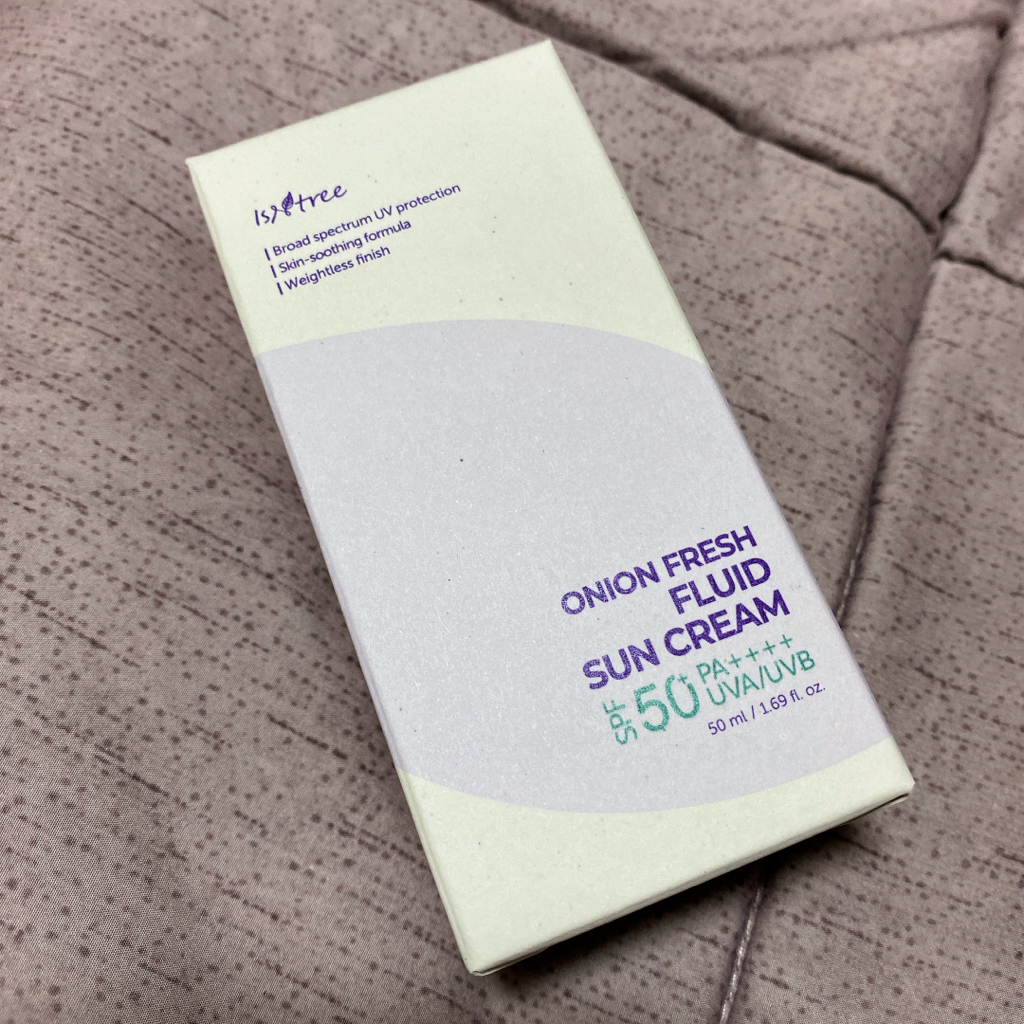 Isntree
Broad spectrum UV protection
Skin-soothing formula
Weightless finish
ONION FRESH
FLUID
SUN CREAM
SPF 50+ PA++++
UVA/UVB
50 ml / 1.69 fl. oz.